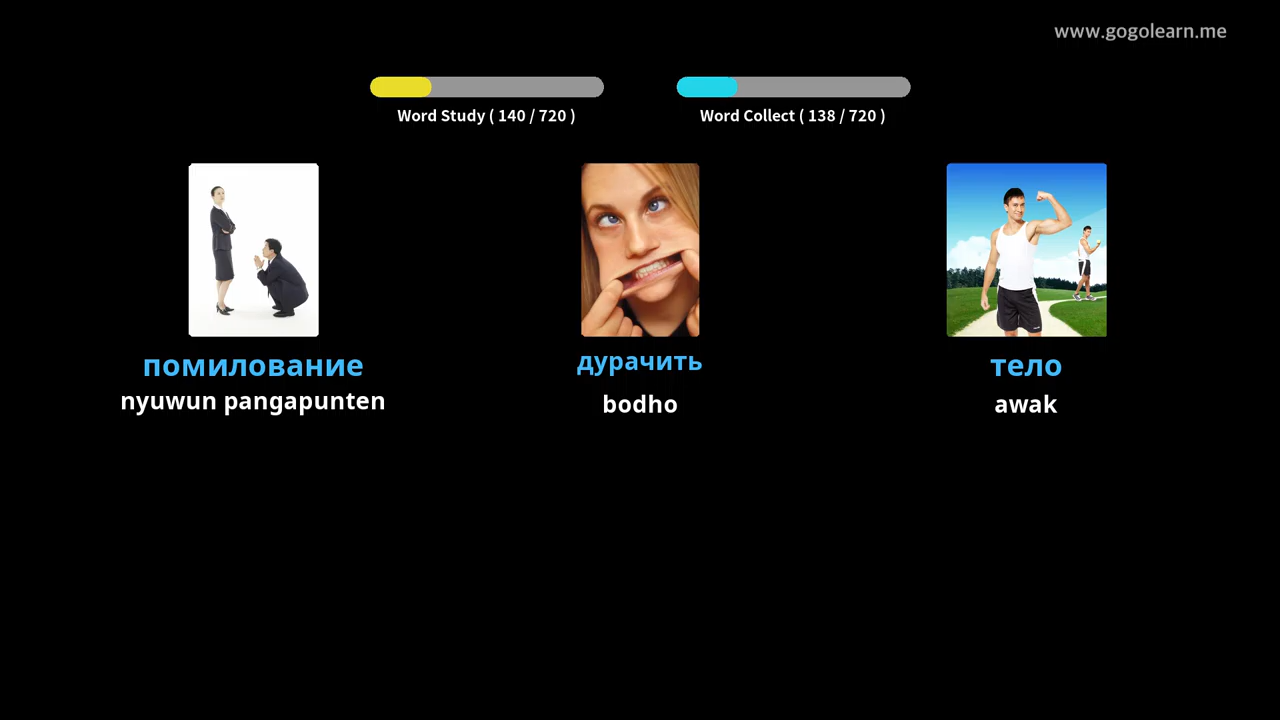 www.gogolearn.me
Word Study ( 140 / 720 )
Word Collect ( 138 / 720 )
помилование
nyuwun pangapunten
дурачить
bodho
тело
awak